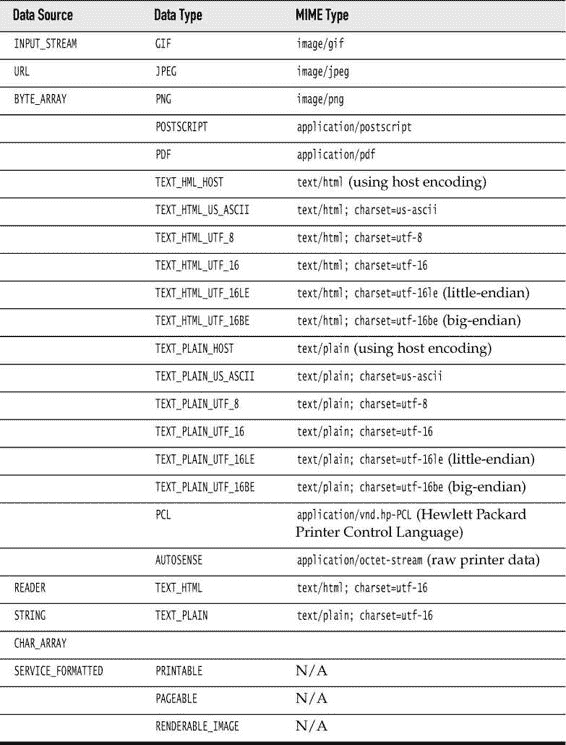 Data Source Data Type MIME Type
INPUT_STREAM GIF image/gif
URL JPEG image/jpeg
BYTE_ARRAY PNG image/png
POSTSCRIPT application/postscript
PDF application/pdf
TEXT_HML_HOST text/html (using host encoding)
TEXT_HTML_US_ASCII text/html; charset=us-ascii
TEXT_HTML_UTF_8 text/html; charset=utf-8
TEXT_HTML_UTF_16 text/html; charset=utf-16
TEXT_HTML_UTF_16LE text/html; charset=utf-16le (little-endian)
TEXT_HTML_UTF_16BE text/html; charset=utf-16be (big-endian)
TEXT_PLAIN_HOST text/plain (using host encoding)
TEXT_PLAIN_US_ASCII text/plain; charset=us-ascii
TEXT_PLAIN_UTF_8 text/plain; charset=utf-8
TEXT_PLAIN_UTF_16 text/plain; charset=utf-16
TEXT_PLAIN_UTF_16LE text/plain; charset=utf-16le (little-endian)
TEXT_PLAIN_UTF_16BE text/plain; charset=utf-16be (big-endian)
PCL application/vnd.hp-PCL (Hewlett Packard
Printer Control Language)
AUTOSENSE application/octet-stream (raw printer data)
READER TEXT_HTML text/html; charset=utf-16
STRING TEXT_PLAIN text/plain; charset=utf-16
CHAR_ARRAY
SERVICE_FORMATTED PRINTABLE N/A
PAGEABLE N/A
RENDERABLE_IMAGE N/A